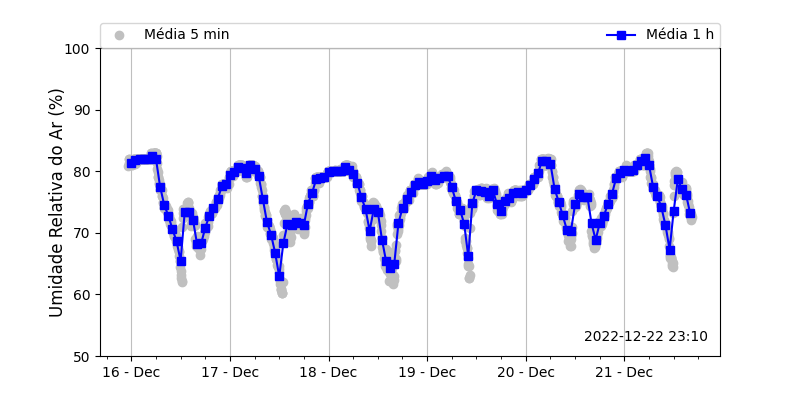 Média 5 min
Média 1 h
Umidade Relativa do Ar (%)
100
90
80
70
60
50
2022-12-22 23:10
16 - Dec
17 - Dec
18 - Dec
19 - Dec
20 - Dec
21 - Dec